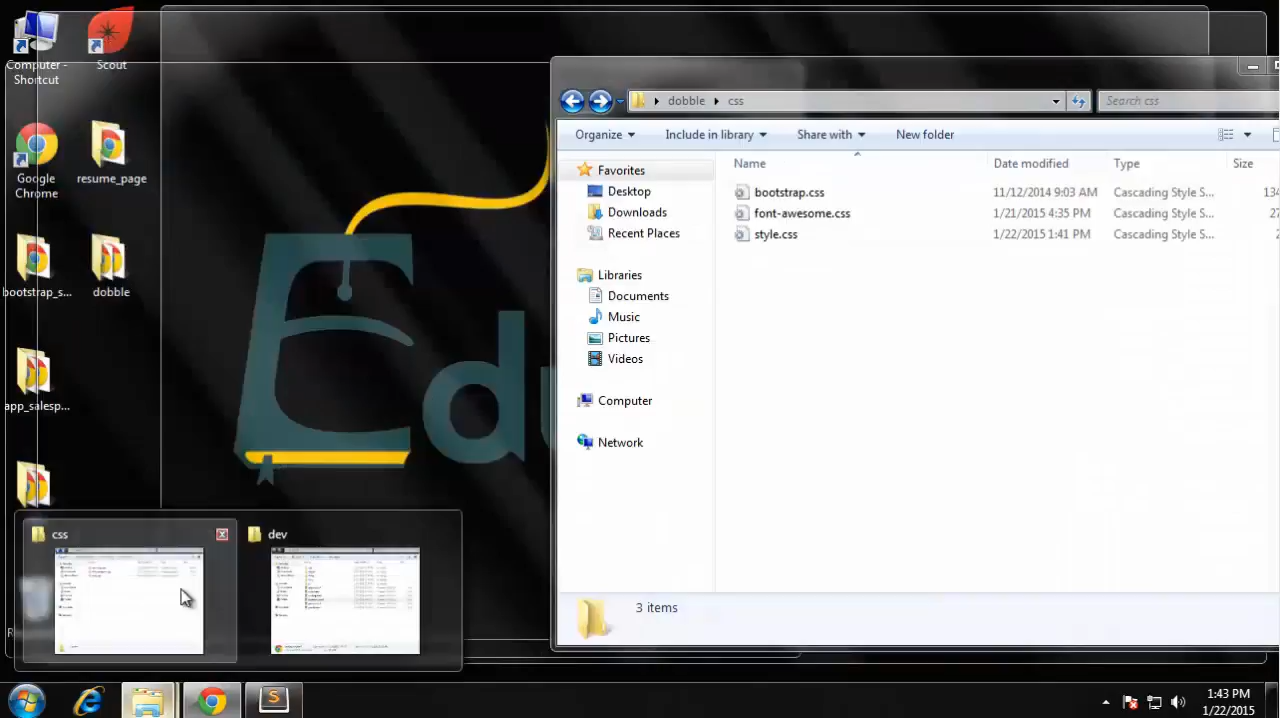 Computer -
Shortcut
Scout
Google
Chrome
resume_page
bootstrap_s...
dobble
app_salesp...
Edu
dobble
css
Search css
Organize
Include in library
Share with
New folder
Favorites
Desktop
Downloads
Recent Places
Libraries
Documents
Music
Pictures
Videos
Computer
Network
Name
Date modified
Type
Size
bootstrap.css
11/12/2014 9:03 AM
Cascading Style S...
font-awesome.css
1/21/2015 4:35 PM
Cascading Style S...
style.css
1/22/2015 1:41 PM
Cascading Style S...
3 items
css
dev
1:43 PM
1/22/2015